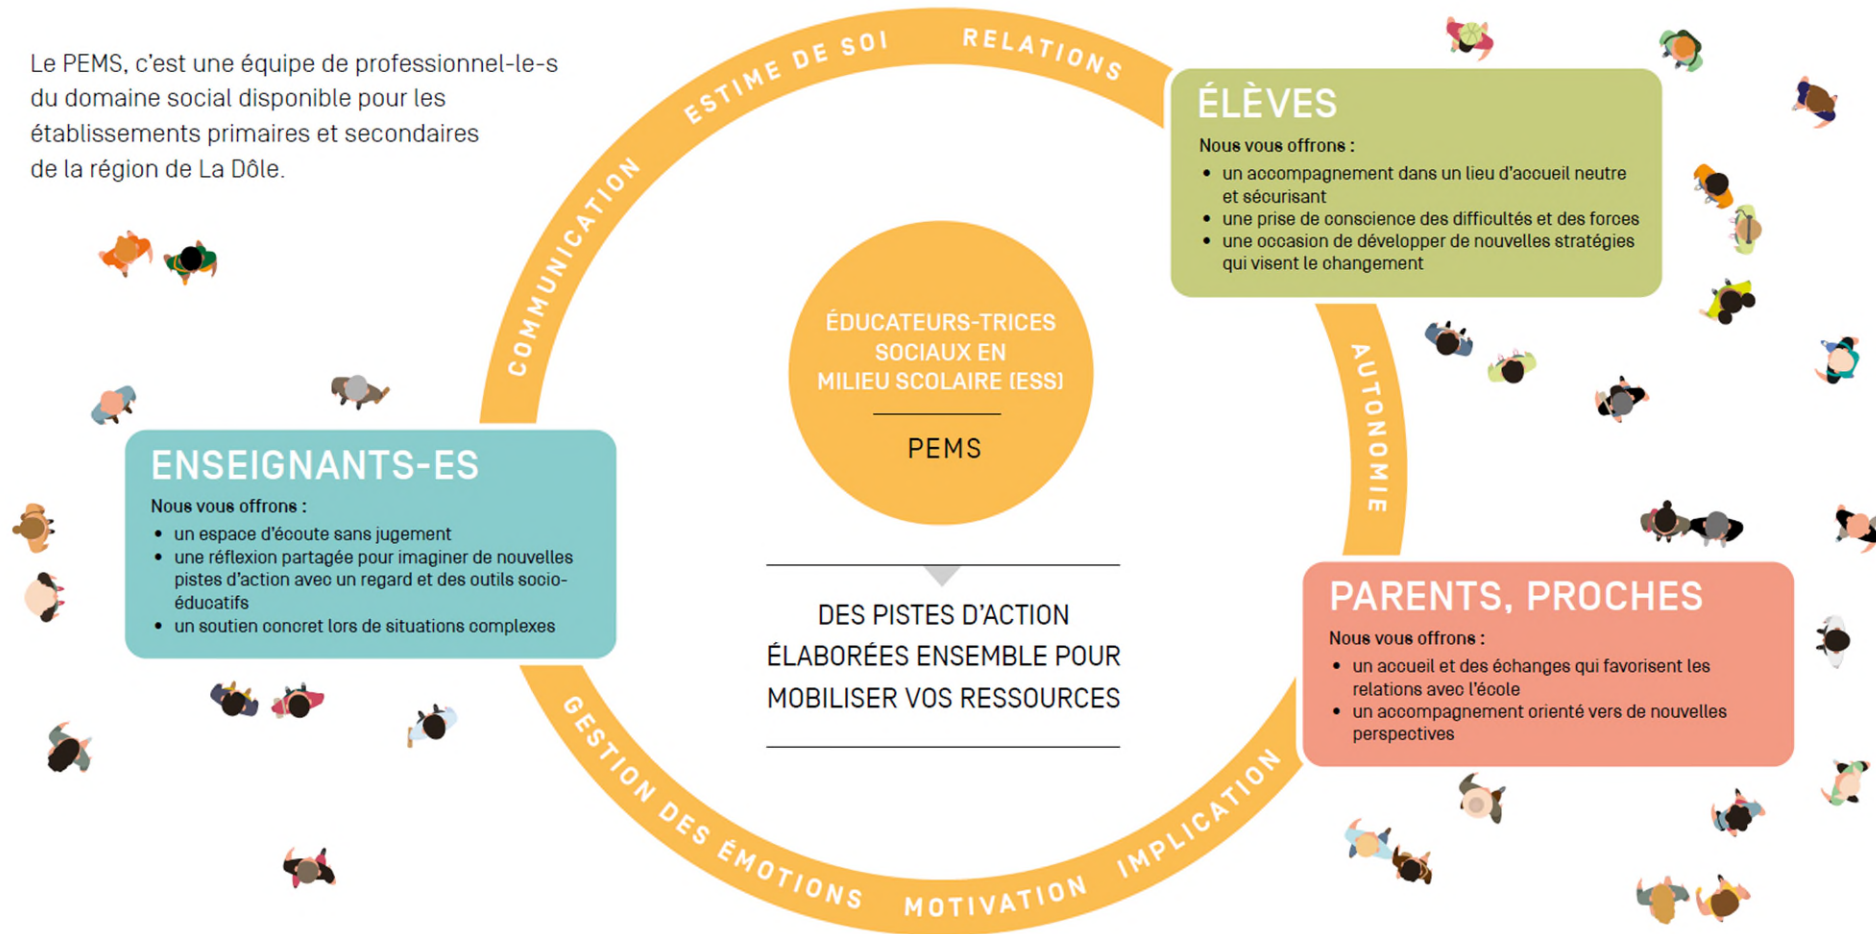 Le PEMS, c'est une équipe de professionnel-le-s
du domaine social disponible pour les
établissements primaires et secondaires
de la région de La Dôle.
COMMUNICATION
ESTIME DE SOI
RELATIONS
ÉLÈVES
Nous vous offrons :
• un accompagnement dans un lieu d'accueil neutre
et sécurisant
• une prise de conscience des difficultés et des forces
• une occasion de développer de nouvelles stratégies
qui visent le changement
AUTONOMIE
ÉDUCATEURS-TRICES
SOCIAUX EN
MILIEU SCOLAIRE (ESS)
PEMS
ENSEIGNANTS-ES
Nous vous offrons :
• un espace d'écoute sans jugement
• une réflexion partagée pour imaginer de nouvelles
pistes d'action avec un regard et des outils socio-
éducatifs
• un soutien concret lors de situations complexes
DES PISTES D'ACTION
ÉLABORÉES ENSEMBLE POUR
MOBILISER VOS RESSOURCES
PARENTS, PROCHES
Nous vous offrons :
• un accueil et des échanges qui favorisent les
relations avec l'école
• un accompagnement orienté vers de nouvelles
perspectives
GESTION DES ÉMOTIONS
MOTIVATION
IMPLICATION